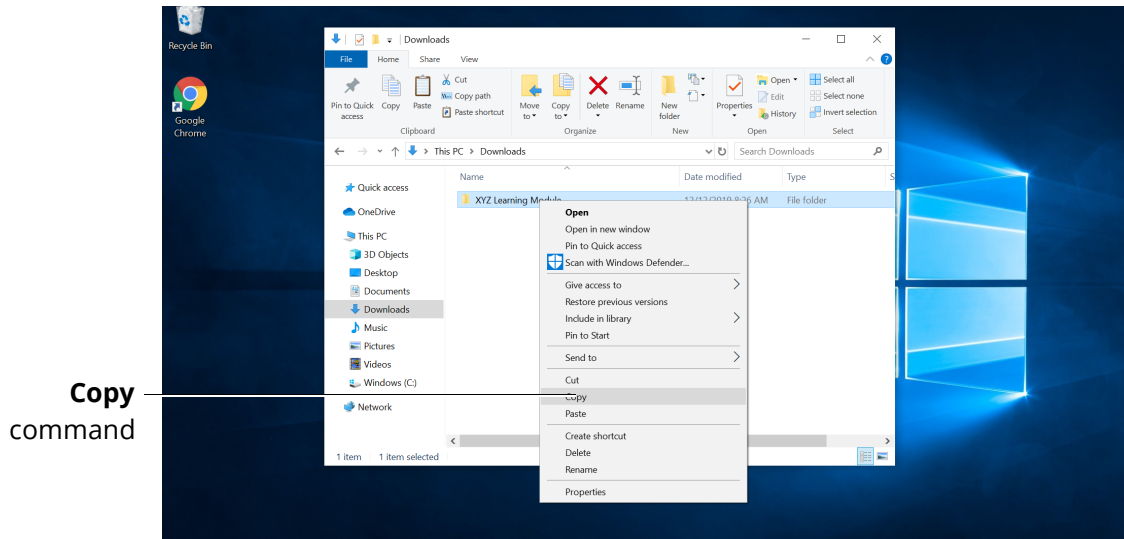 Recycle Bin
Google
Chrome
Downloads
File Home Share View
Pin to Quick
access
Copy
Paste
Cut
Copy path
Paste shortcut
Clipboard
Move
to
Copy
to
Delete
Rename
Organize
New
folder
New
Properties
Open
Edit
History
Open
Select all
Select none
Invert selection
Select
This PC > Downloads
Search Downloads
Name Date modified Type S
Quick access
OneDrive
This PC
3D Objects
Desktop
Documents
Downloads
Music
Pictures
Videos
Windows (C:)
Network
XYZ Learning Module 12/12/2019 8:26 AM File folder
Open
Open in new window
Pin to Quick access
Scan with Windows Defender...
Give access to
Restore previous versions
Include in library
Pin to Start
Send to
Cut
Copy
Paste
Create shortcut
Delete
Rename
Properties
1 item 1 item selected
Copy
command